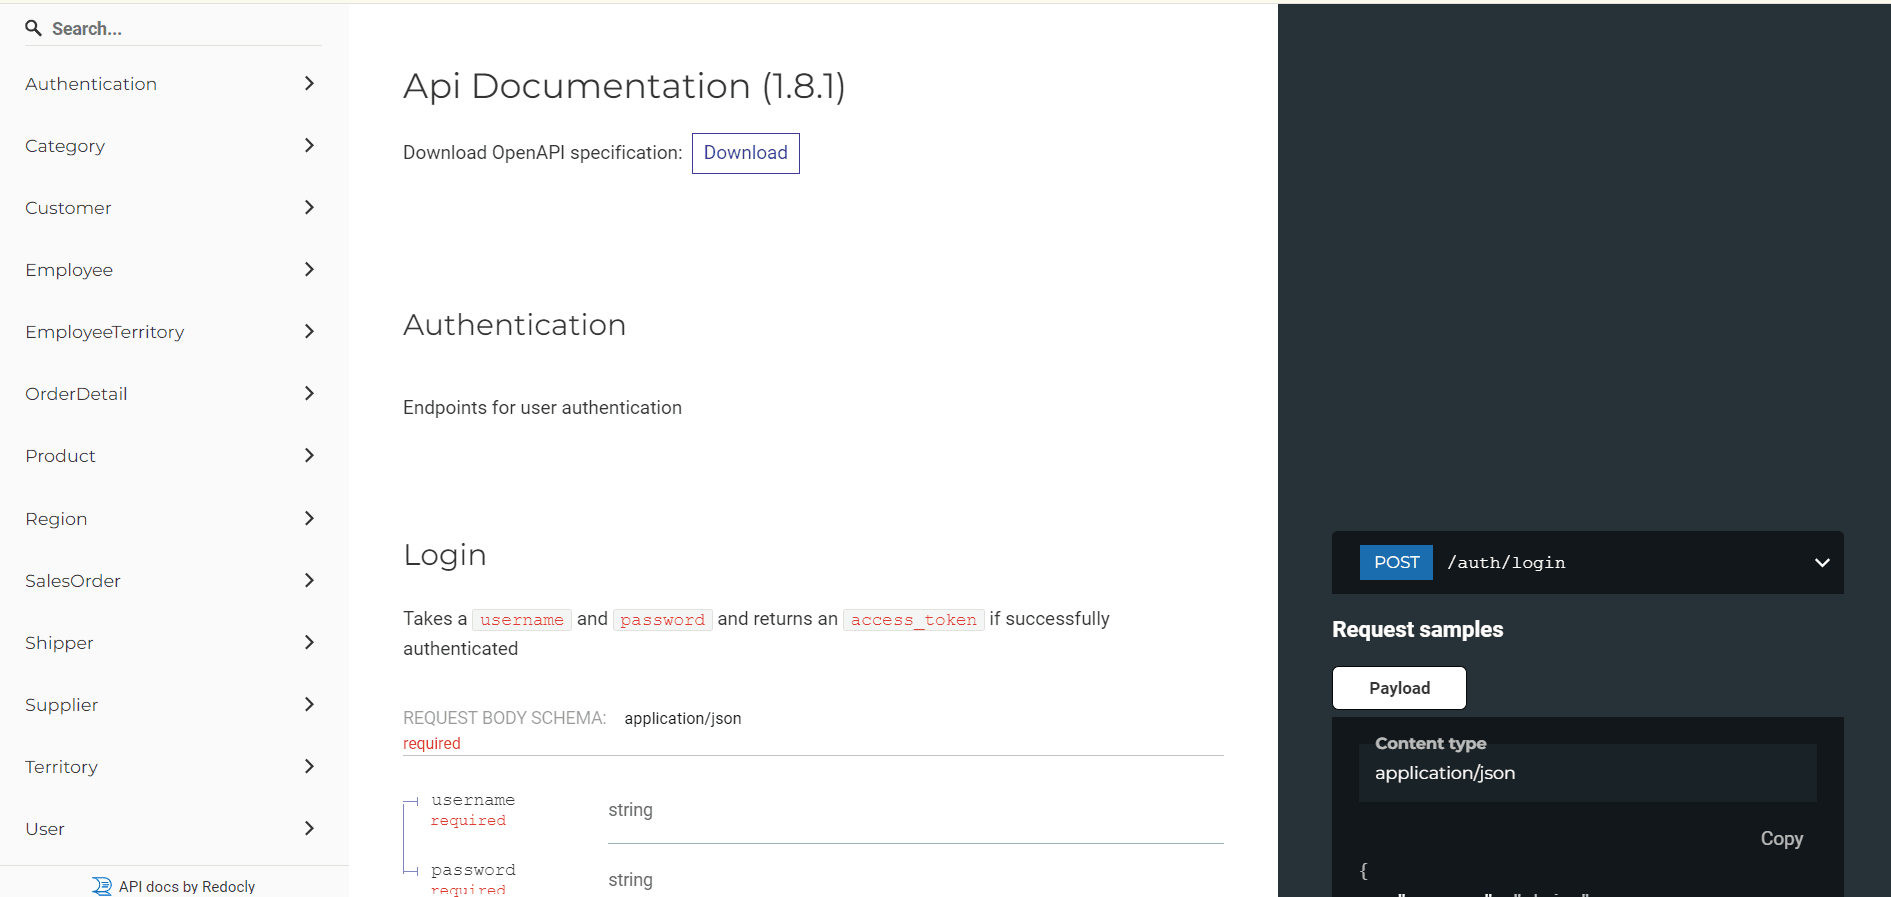 Search...
Authentication
Category
Customer
Employee
EmployeeTerritory
OrderDetail
Product
Region
SalesOrder
Shipper
Supplier
Territory
User
API docs by Redocly
Api Documentation (1.8.1)
Download OpenAPI specification: Download
Authentication
Endpoints for user authentication
Login
Takes a username and password and returns an access_token if successfully
authenticated
REQUEST BODY SCHEMA: application/json
required
username
required
string
password
required
string
POST /auth/login
Request samples
Payload
Content type
application/json
Copy
{